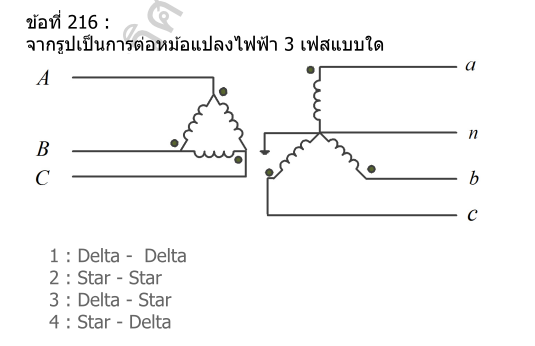 ข้อที่ 216 :
จากรูปเป็นการต่อหม้อแปลงไฟฟ้า 3 เฟสแบบใด
A
a
n
B
C
b
c
1 : Delta - Delta
2 : Star - Star
3 : Delta - Star
4 : Star - Delta